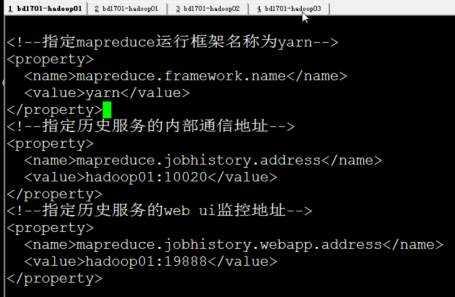 1 bd1701-hadoop01 2 bd1701-hadoop01 3 bd1701-hadoop02 4 bd1701-hadoop03
<!--指定mapreduce运行框架名称为yarn-->
<property>
  <name>mapreduce.framework.name</name>
  <value>yarn</value>
</property>
<!--指定历史服务的内部通信地址-->
<property>
  <name>mapreduce.jobhistory.address</name>
  <value>hadoop01:10020</value>
</property>
<!--指定历史服务的web ui监控地址-->
<property>
  <name>mapreduce.jobhistory.webapp.address</name>
  <value>hadoop01:19888</value>
</property>